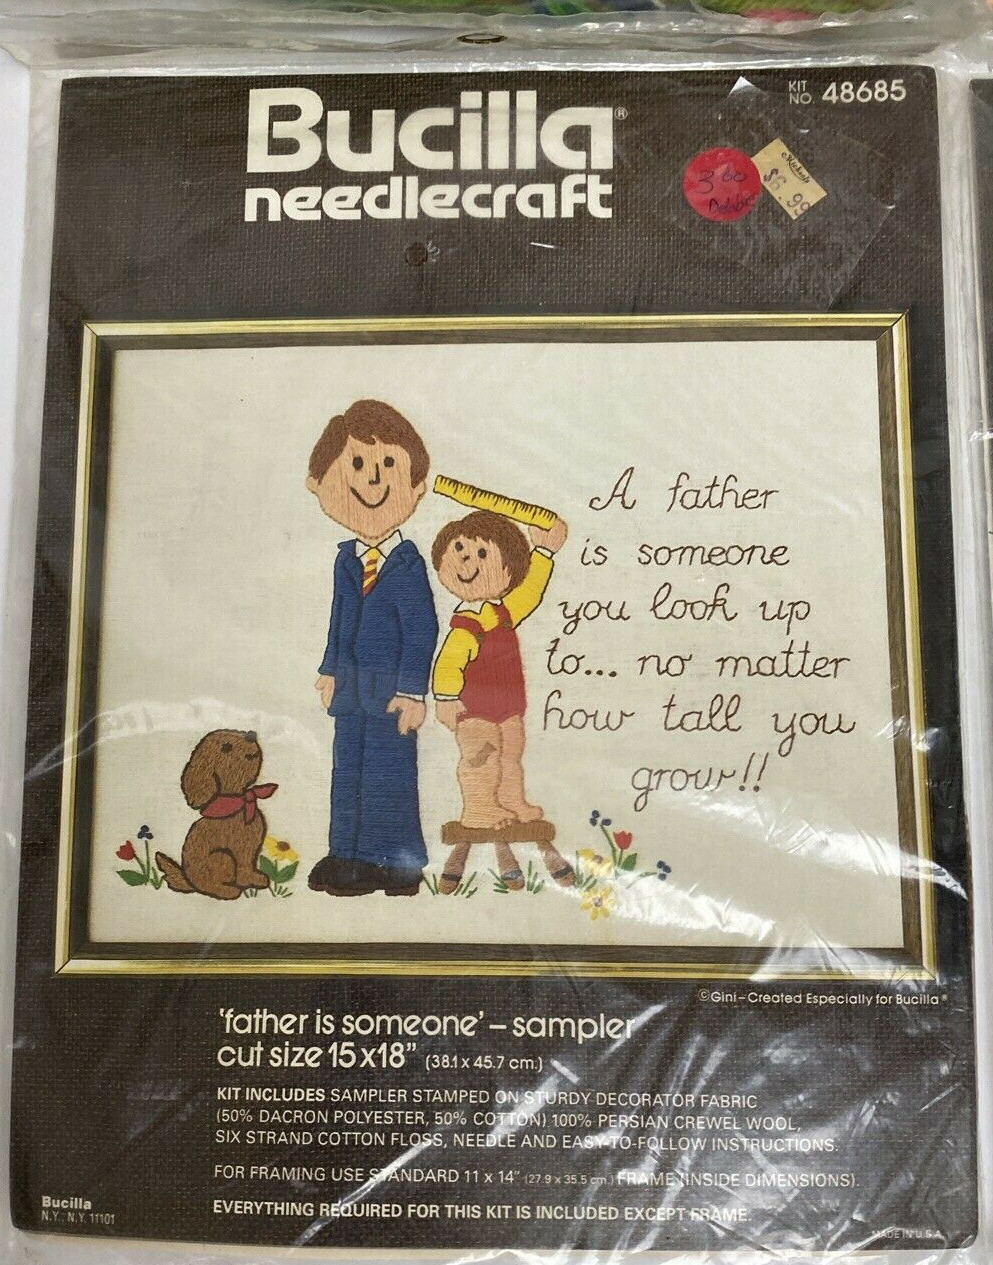 Bucilla®
needlecraft
KIT
NO. 48685
3.00
Michaels
$6.99
A father
is someone
you look up
to... no matter
how tall you
grow!!
©Gini–Created Especially for Bucilla®
'father is someone' – sampler
cut size 15x18" (38.1 x 45.7 cm.)
KIT INCLUDES SAMPLER STAMPED ON STURDY DECORATOR FABRIC
(50% DACRON POLYESTER, 50% COTTON) 100% PERSIAN CREWEL WOOL,
SIX STRAND COTTON FLOSS, NEEDLE AND EASY-TO-FOLLOW INSTRUCTIONS.
FOR FRAMING USE STANDARD 11 x 14" (27.9 x 35.5 cm.) FRAME (INSIDE DIMENSIONS).
EVERYTHING REQUIRED FOR THIS KIT IS INCLUDED EXCEPT FRAME.
Bucilla
N.Y., N.Y. 11101
MADE IN U.S.A.